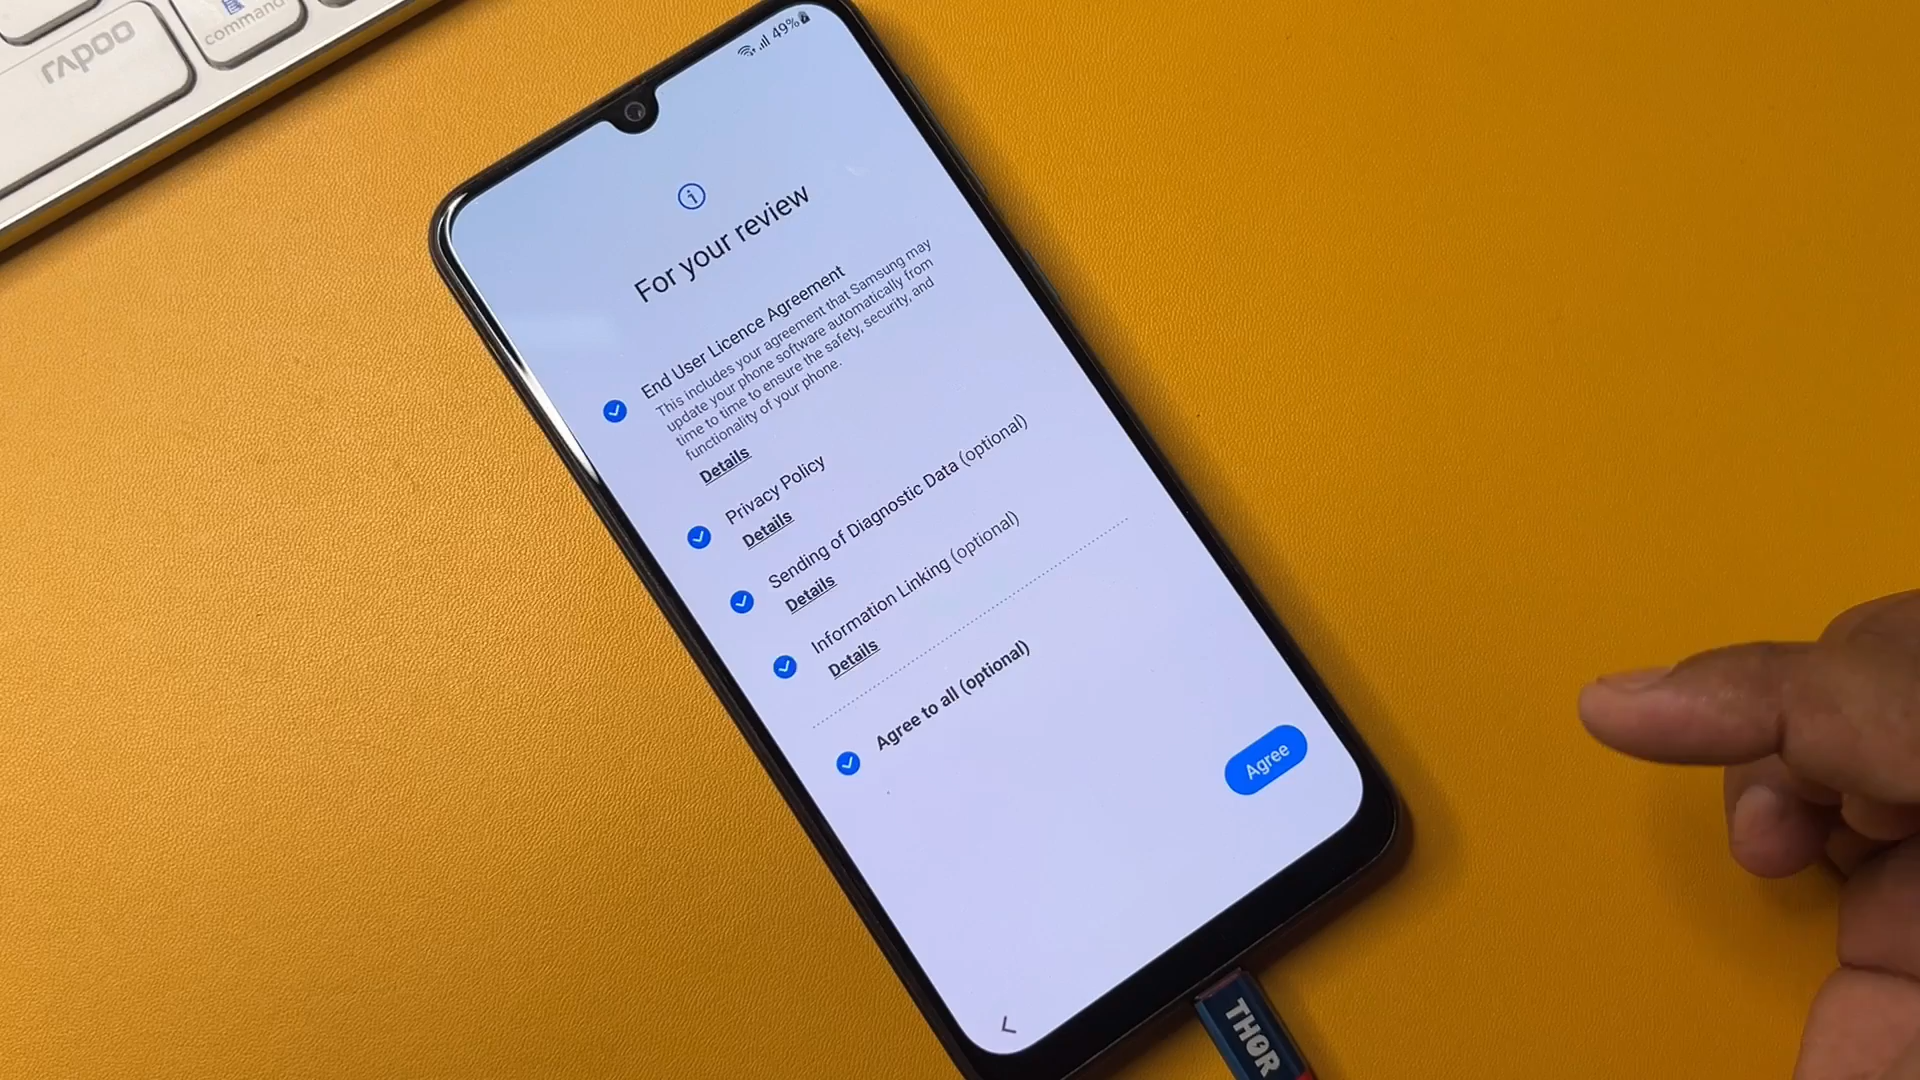 rapoo
command
49%
For your review
End User Licence Agreement
This includes your agreement that Samsung may
update your phone software automatically from
time to time to ensure the safety, security, and
functionality of your phone.
Details
Privacy Policy
Details
Sending of Diagnostic Data (optional)
Details
Information Linking (optional)
Details
Agree to all (optional)
Agree
THOR